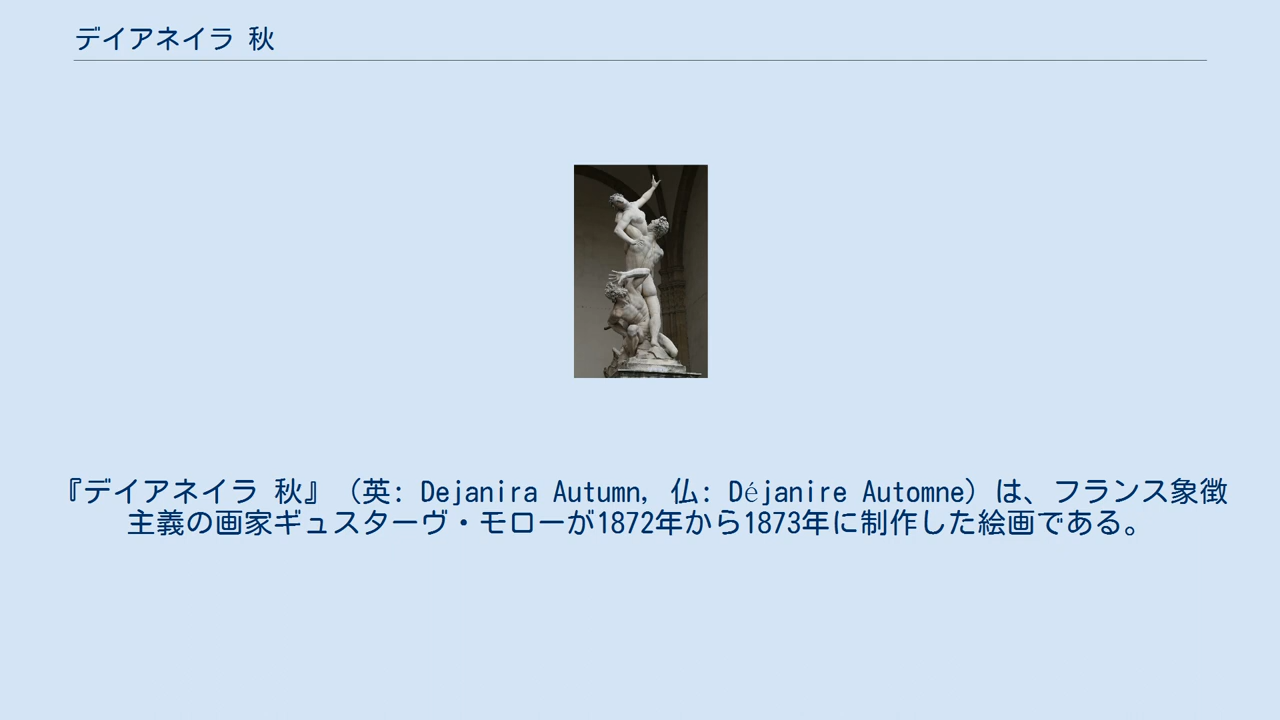 デイアネイラ 秋
『デイアネイラ 秋』（英: Dejanira Autumn, 仏: Déjanire Automne）は、フランス象徴
主義の画家ギュスターヴ・モローが1872年から1873年に制作した絵画である。